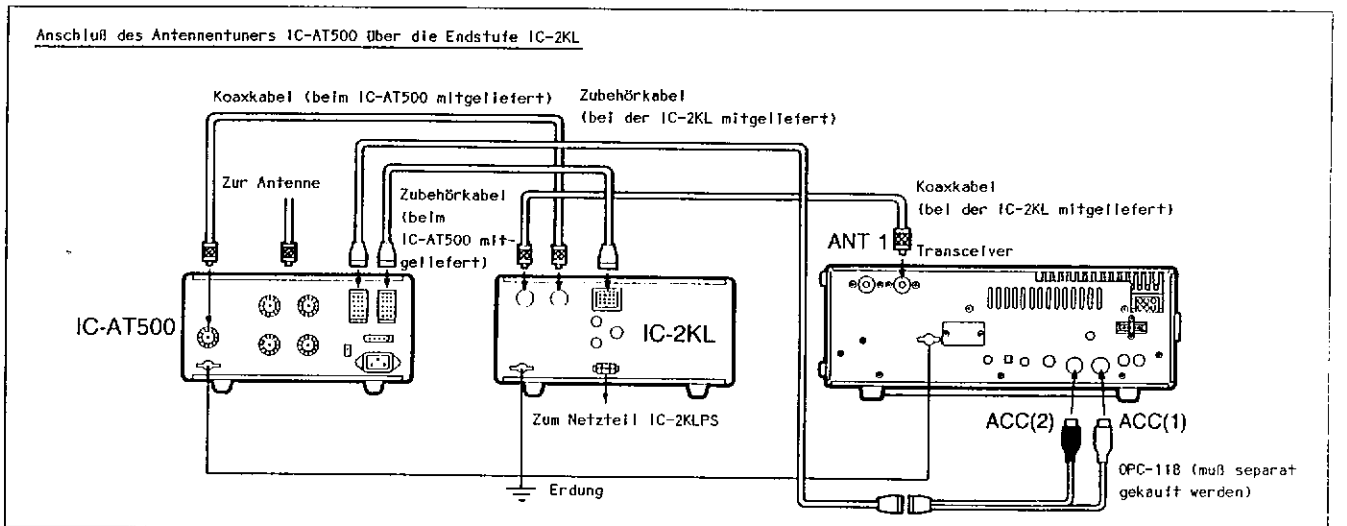 Anschluß des Antennentuners IC-AT500 über die Endstufe IC-2KL
Koaxkabel (beim IC-AT500 mitgeliefert)
Zubehörkabel
(bei der IC-2KL mitgeliefert)
Zur Antenne
Zubehörkabel
(beim
IC-AT500 mit-
geliefert)
Koaxkabel
(bei der IC-2KL mitgeliefert)
ANT 1
Transceiver
IC-AT500
IC-2KL
Zum Netzteil IC-2KLPS
ACC(2)
ACC(1)
Erdung
OPC-118 (muß separat
gekauft werden)